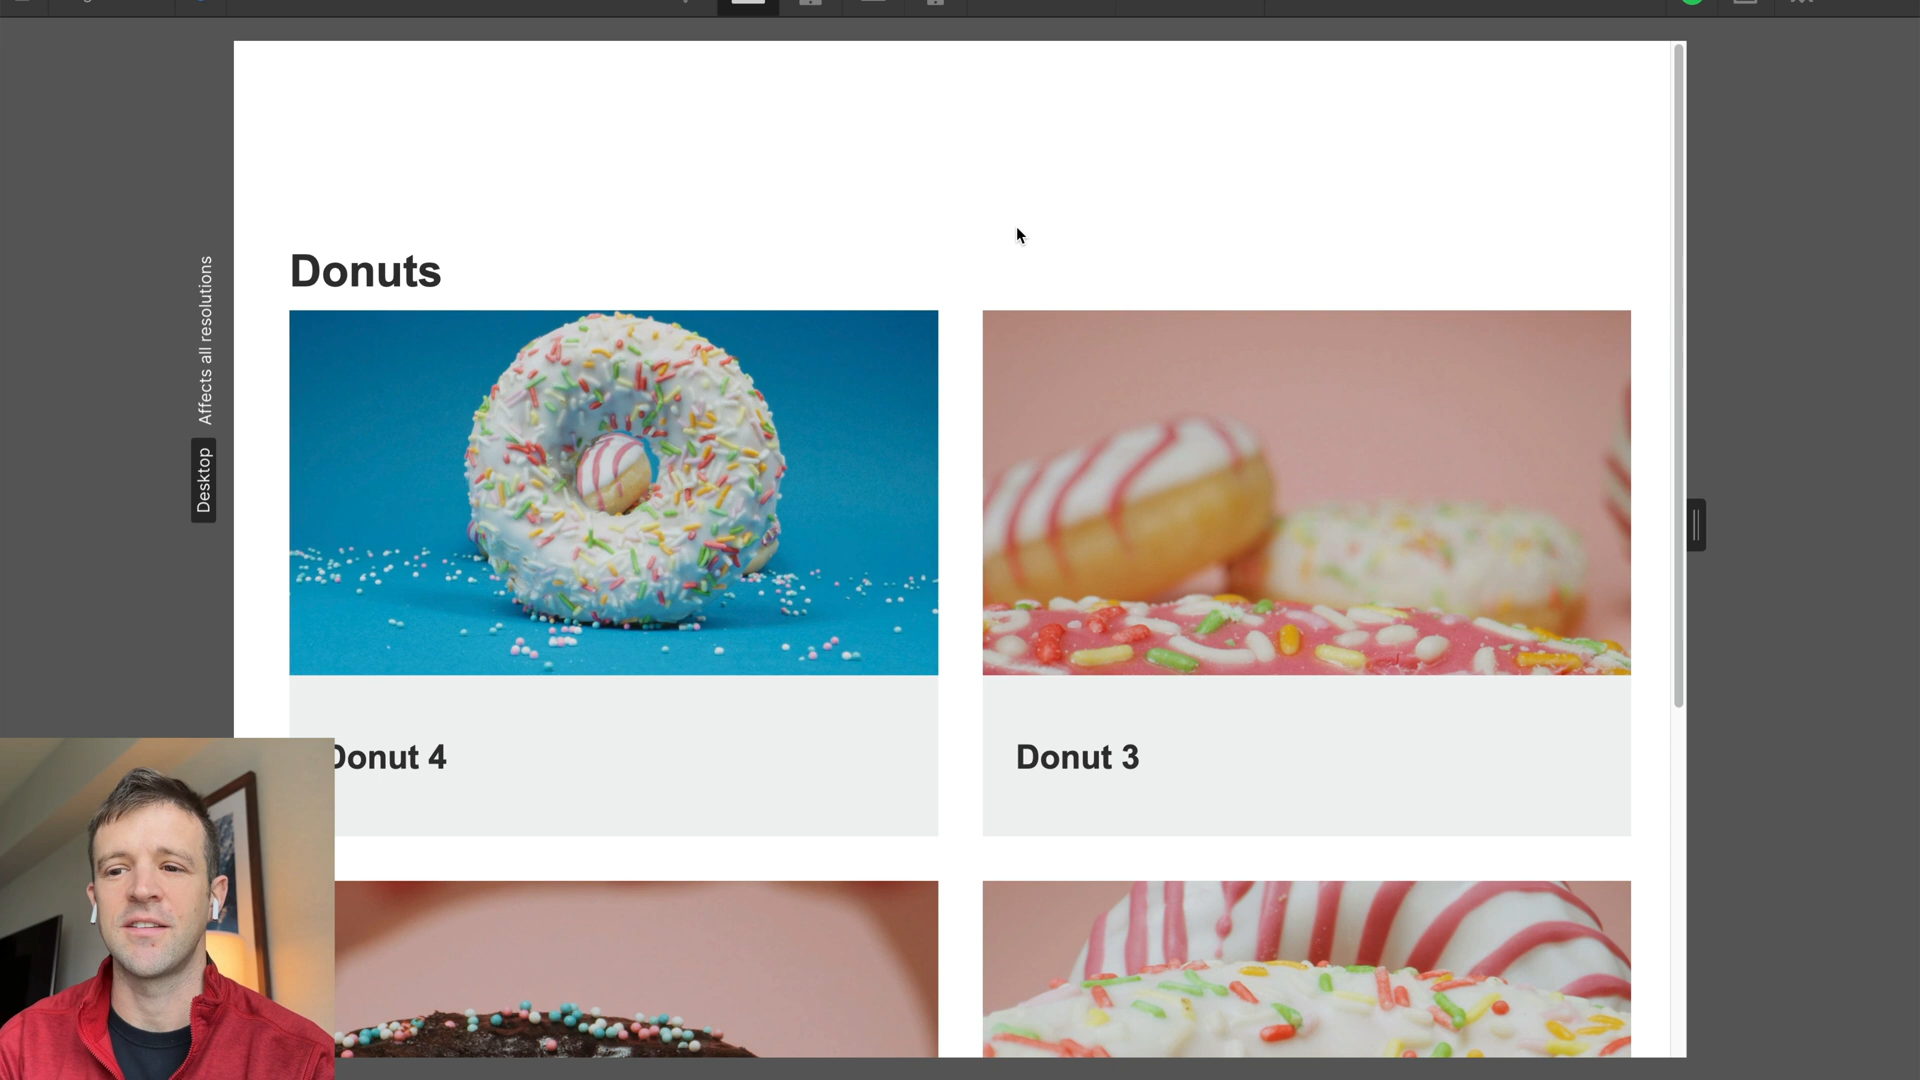 Affects all resolutions
Desktop
Donuts
Donut 4
Donut 3